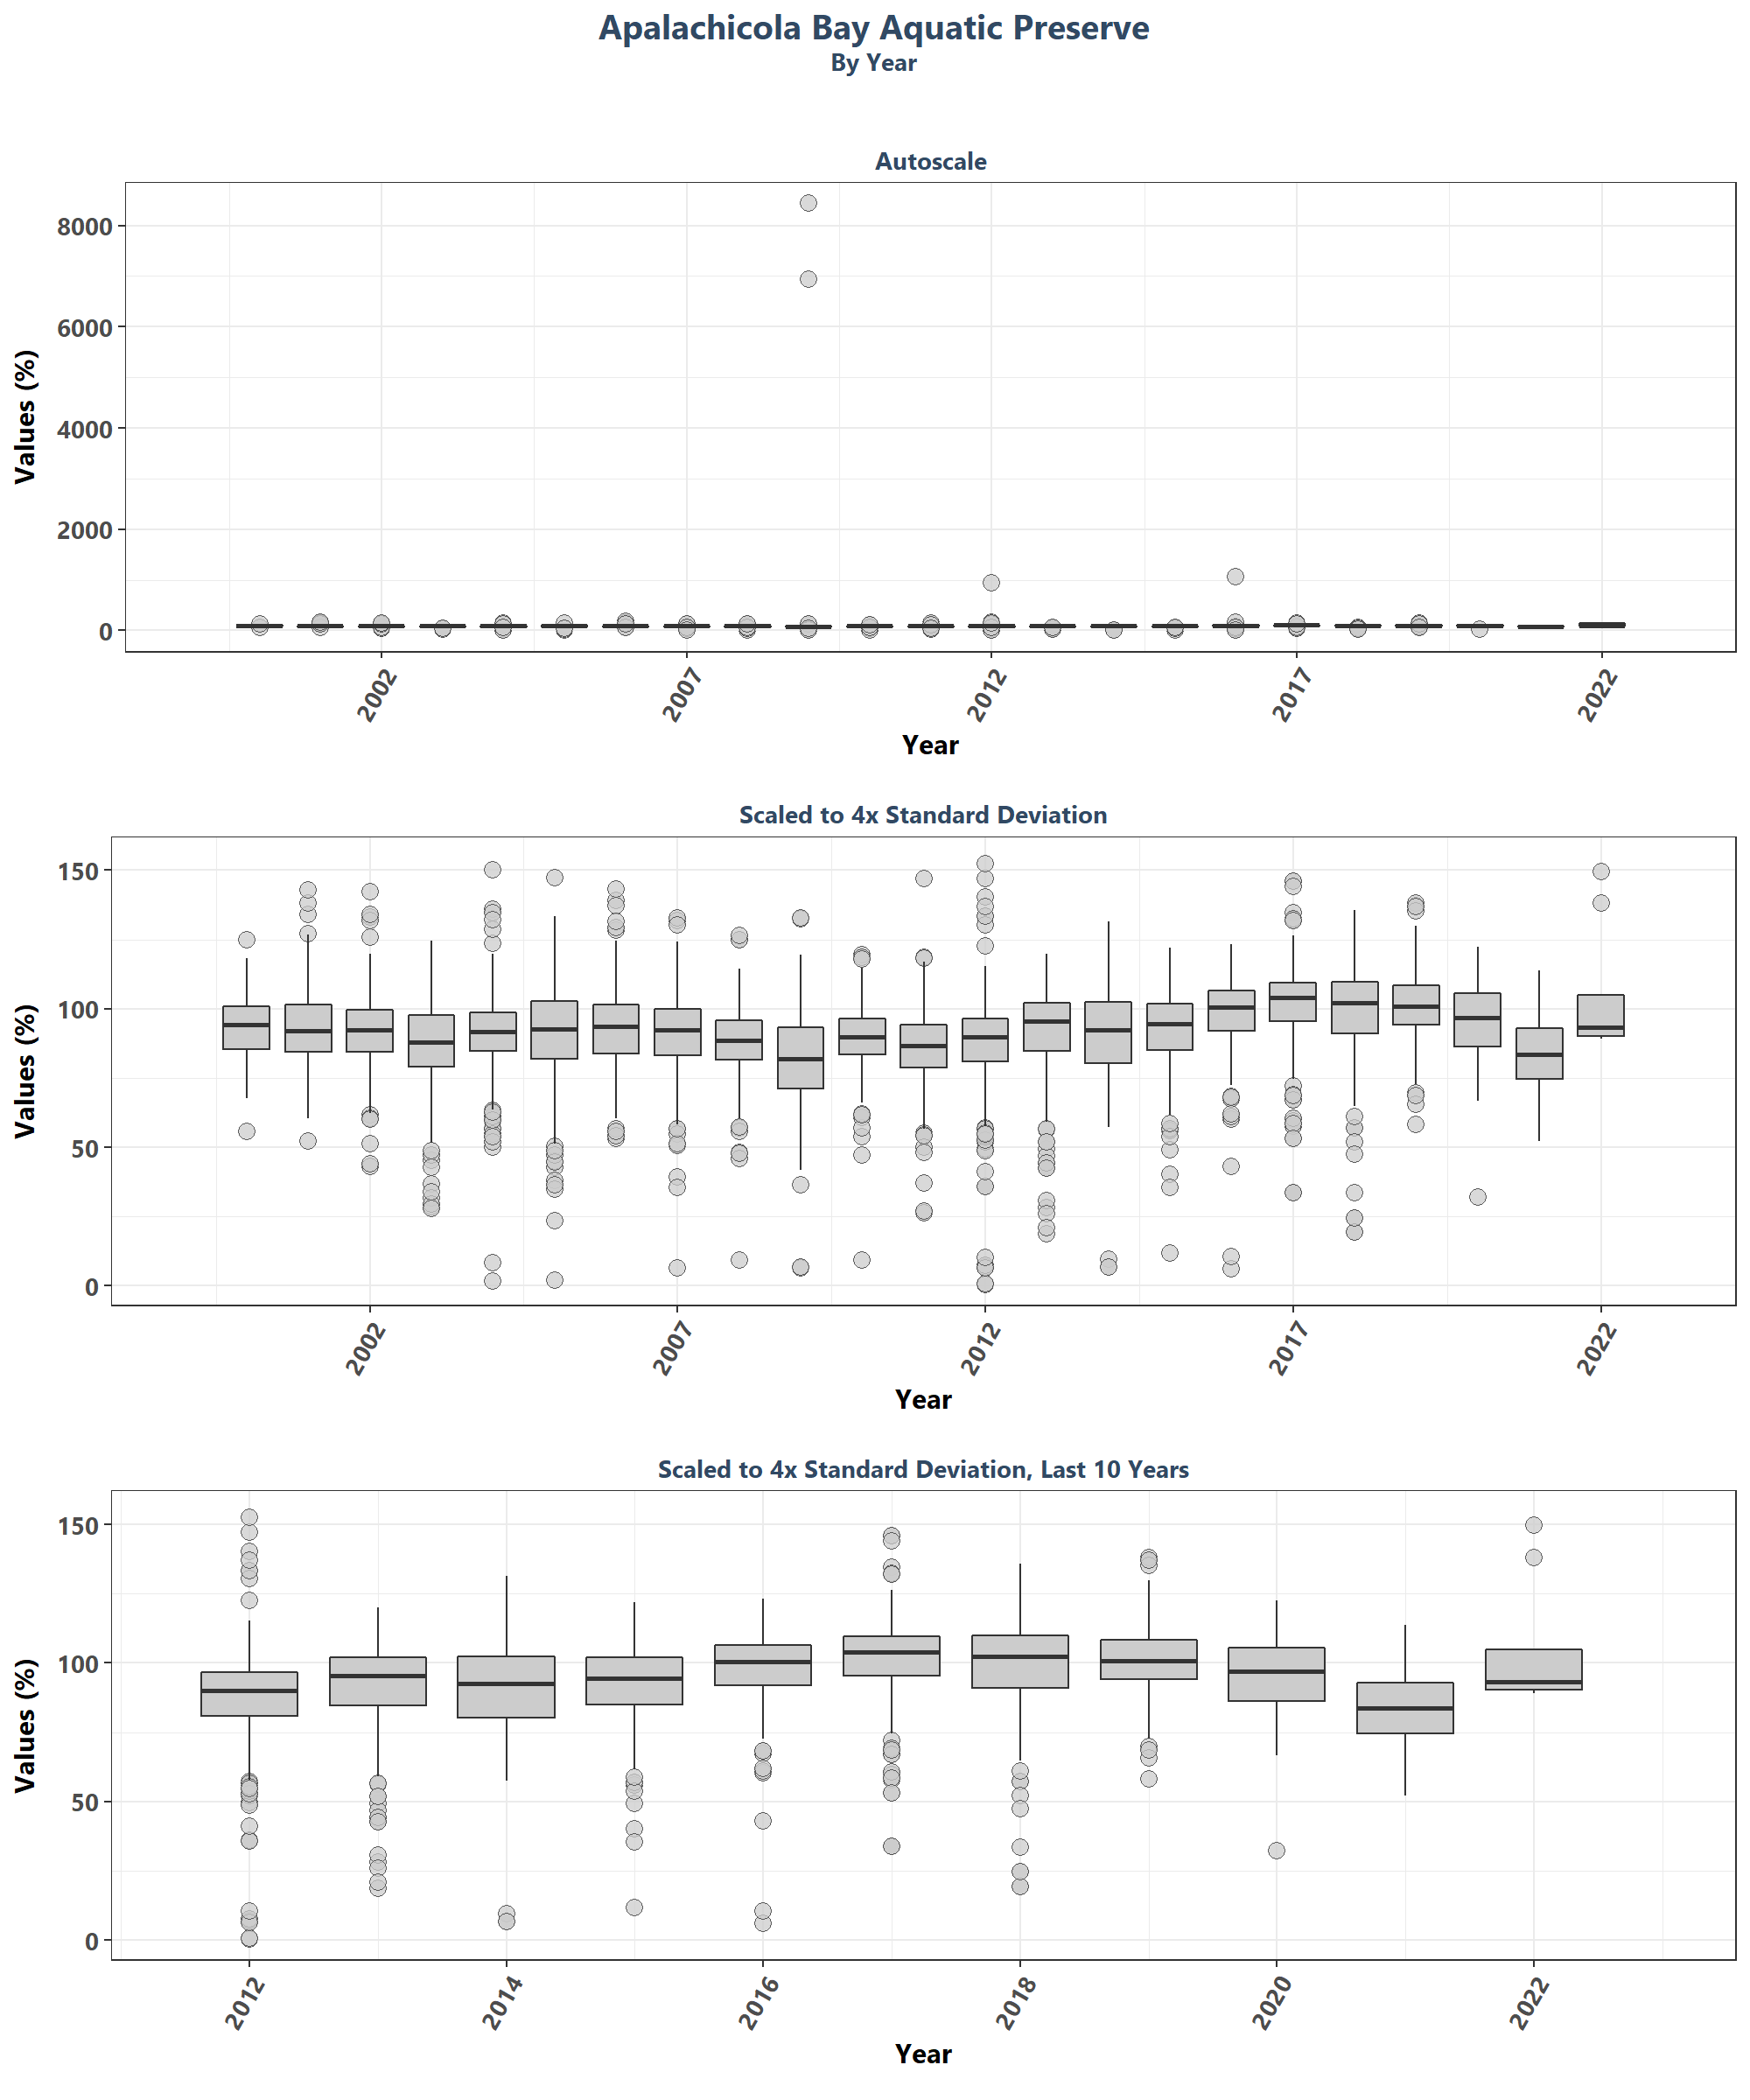 Apalachicola Bay Aquatic Preserve
By Year
Autoscale
Values (%)
8000
6000
4000
2000
0
2002 2007 2012 2017 2022
Year
Scaled to 4x Standard Deviation
Values (%)
150
100
50
0
2002 2007 2012 2017 2022
Year
Scaled to 4x Standard Deviation, Last 10 Years
Values (%)
150
100
50
0
2012 2014 2016 2018 2020 2022
Year